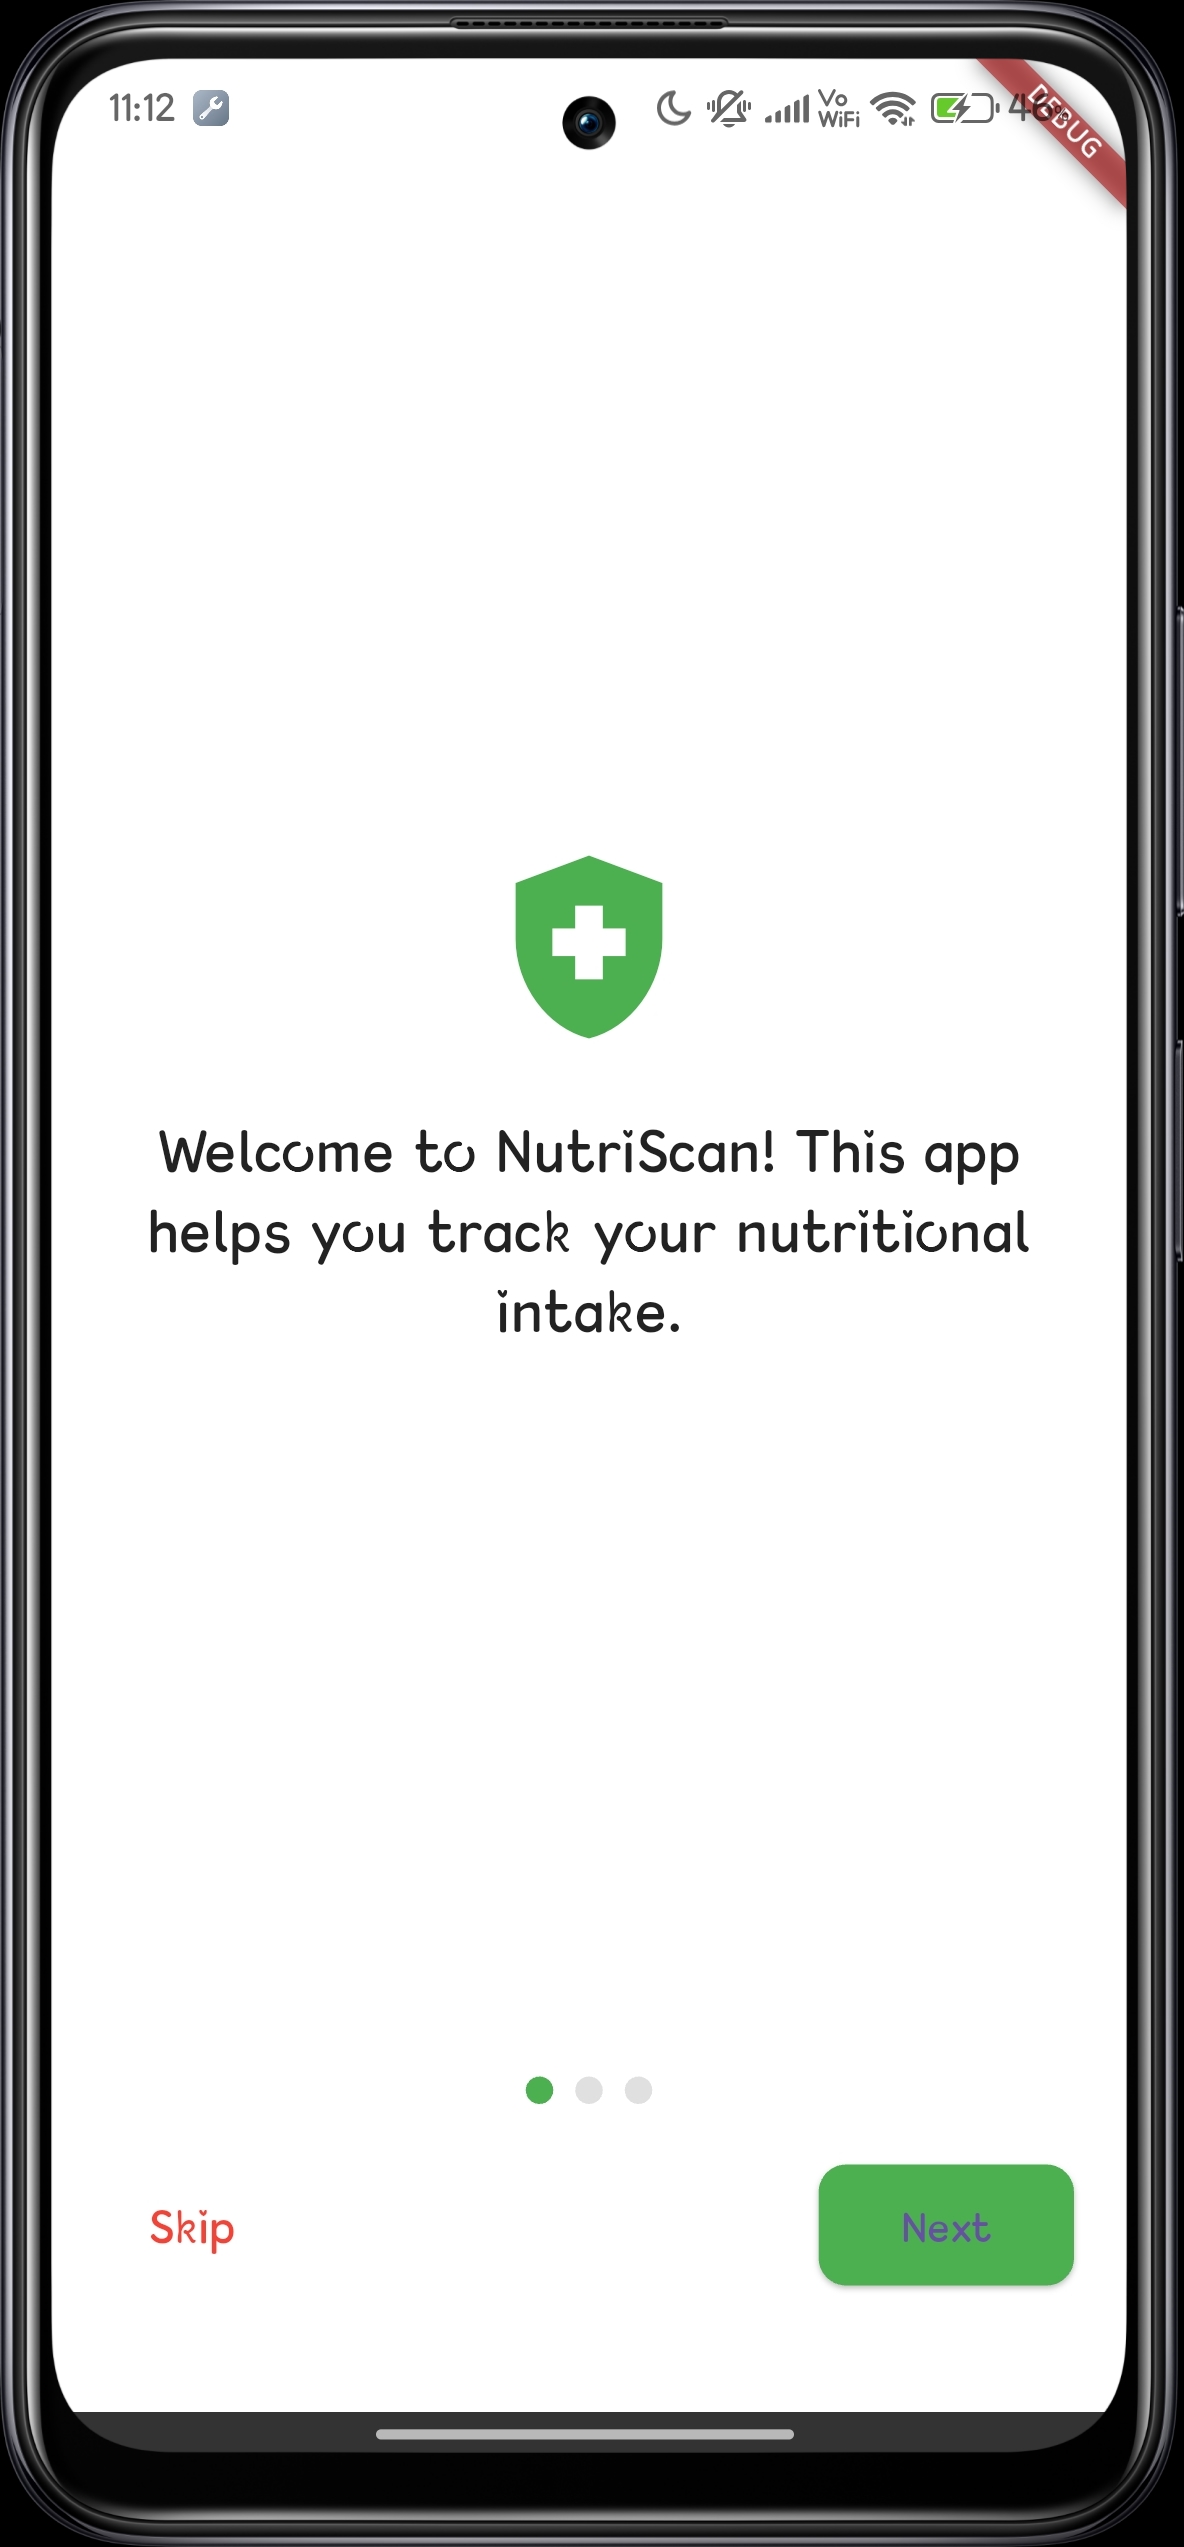 11:12
Vo
WiFi
46%
DEBUG
Welcome to NutriScan! This app
helps you track your nutritional
intake.
Skip
Next